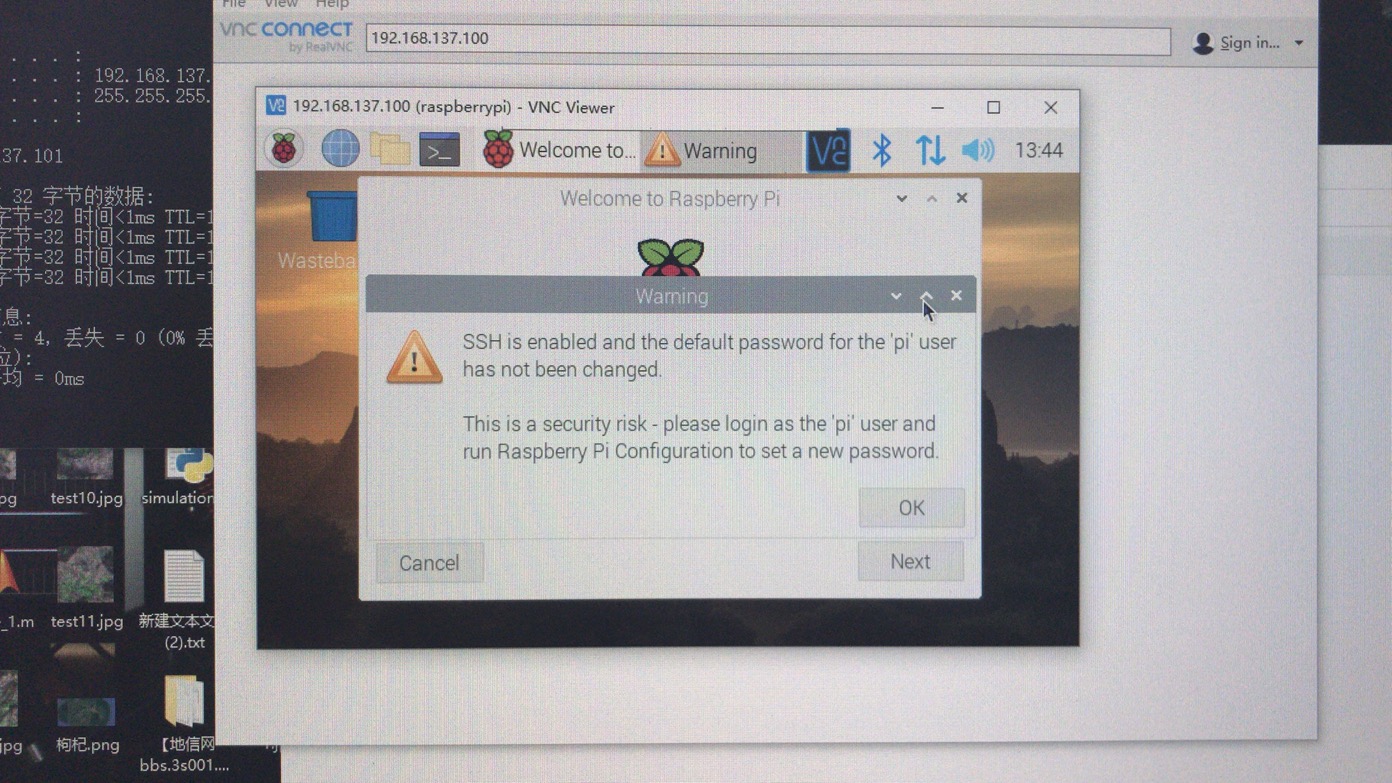 File View Help
vnc connect
by RealVNC
192.168.137.100
Sign in...
. . . . :
. . . . : 192.168.137.
. . . . : 255.255.255.
. . . . :
37.101
32 字节的数据:
字节=32 时间<1ms TTL=1
字节=32 时间<1ms TTL=1
字节=32 时间<1ms TTL=1
字节=32 时间<1ms TTL=1
息:
= 4，丢失 = 0 (0% 丢
位):
均 = 0ms
192.168.137.100 (raspberrypi) - VNC Viewer
Welcome to...
Warning
13:44
Welcome to Raspberry Pi
Wasteba
Warning
SSH is enabled and the default password for the 'pi' user
has not been changed.
This is a security risk - please login as the 'pi' user and
run Raspberry Pi Configuration to set a new password.
OK
Cancel
Next
pg
test10.jpg
simulation
_1.m
test11.jpg
新建文本文
(2).txt
jpg
枸杞.png
【地信网
bbs.3s001....